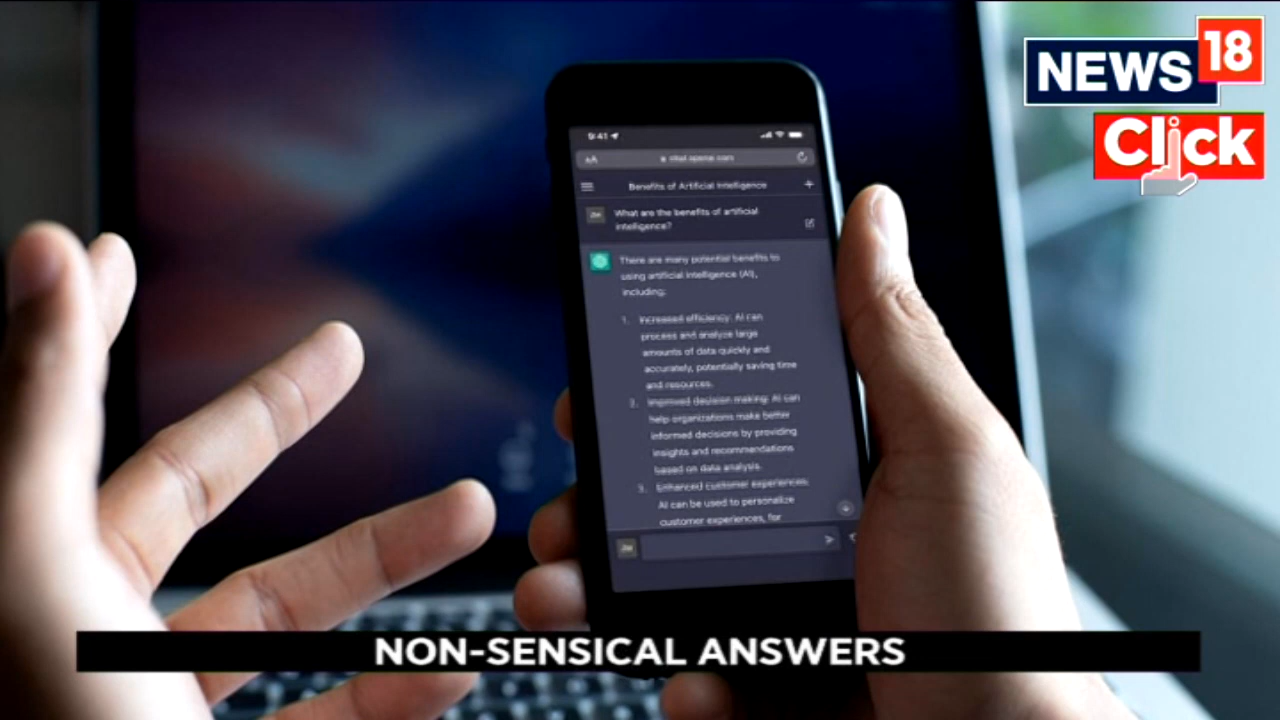 NEWS 18
Click
9:41
AA
Benefits of Artificial Intelligence
What are the benefits of artificial
intelligence?
There are many potential benefits to
using artificial intelligence (AI),
including:
1. Increased efficiency: AI can
process and analyze large
amounts of data quickly and
accurately, potentially saving time
and resources.
2. Improved decision making: AI can
help organizations make better
informed decisions by providing
insights and recommendations
based on data analysis.
3. Enhanced customer experiences:
AI can be used to personalize
customer experiences, for
NON-SENSICAL ANSWERS